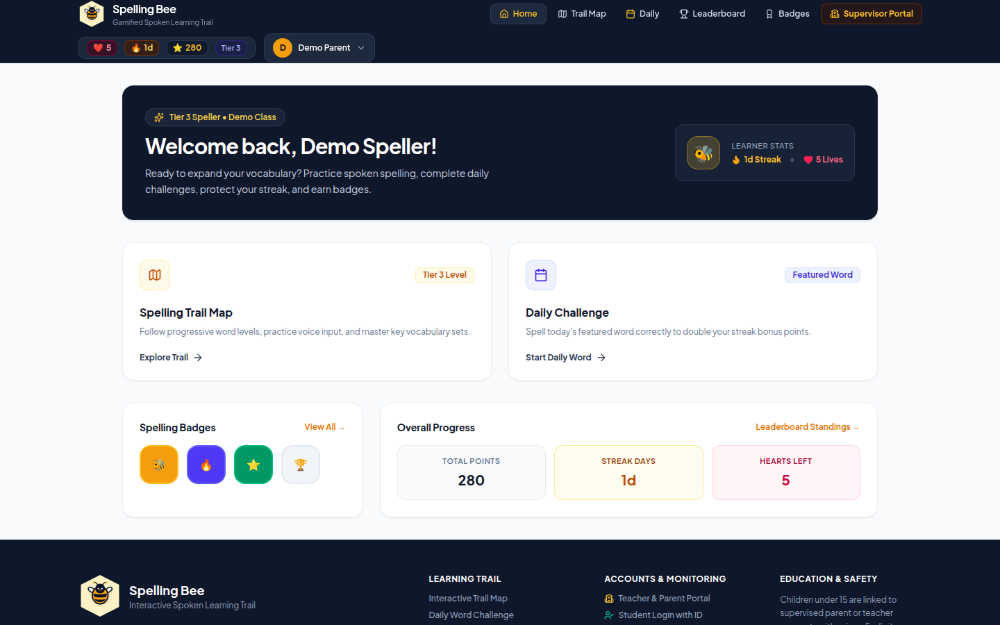 Spelling Bee
Gamified Spoken Learning Trail
Home
Trail Map
Daily
Leaderboard
Badges
Supervisor Portal
5
1d
280
Tier 3
D
Demo Parent
Tier 3 Speller • Demo Class
Welcome back, Demo Speller!
Ready to expand your vocabulary? Practice spoken spelling, complete daily
challenges, protect your streak, and earn badges.
LEARNER STATS
1d Streak • 5 Lives
Tier 3 Level
Spelling Trail Map
Follow progressive word levels, practice voice input, and master key vocabulary sets.
Explore Trail →
Featured Word
Daily Challenge
Spell today's featured word correctly to double your streak bonus points.
Start Daily Word →
Spelling Badges
View All →
Overall Progress
Leaderboard Standings →
TOTAL POINTS
280
STREAK DAYS
1d
HEARTS LEFT
5
Spelling Bee
Interactive Spoken Learning Trail
LEARNING TRAIL
Interactive Trail Map
Daily Word Challenge
ACCOUNTS & MONITORING
Teacher & Parent Portal
Student Login with ID
EDUCATION & SAFETY
Children under 15 are linked to
supervised parent or teacher